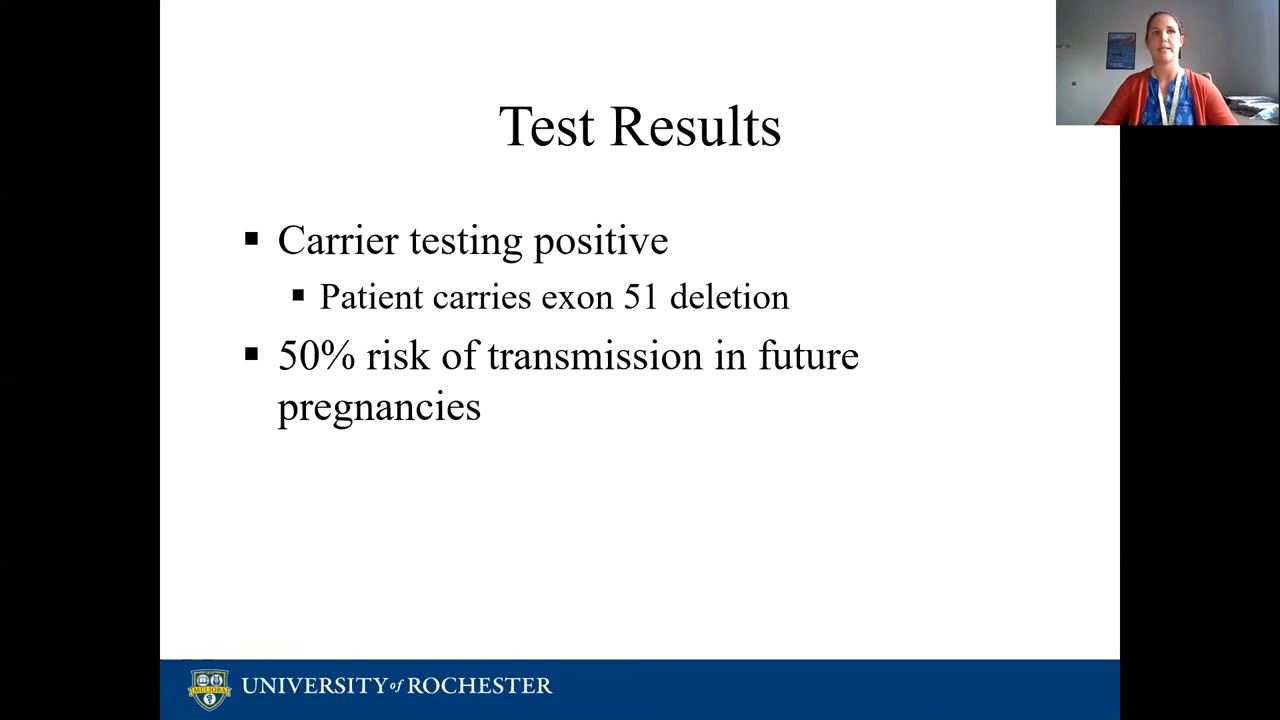 Test Results
▪ Carrier testing positive
▪ Patient carries exon 51 deletion
▪ 50% risk of transmission in future
pregnancies
MELIORA
UNIVERSITY of ROCHESTER